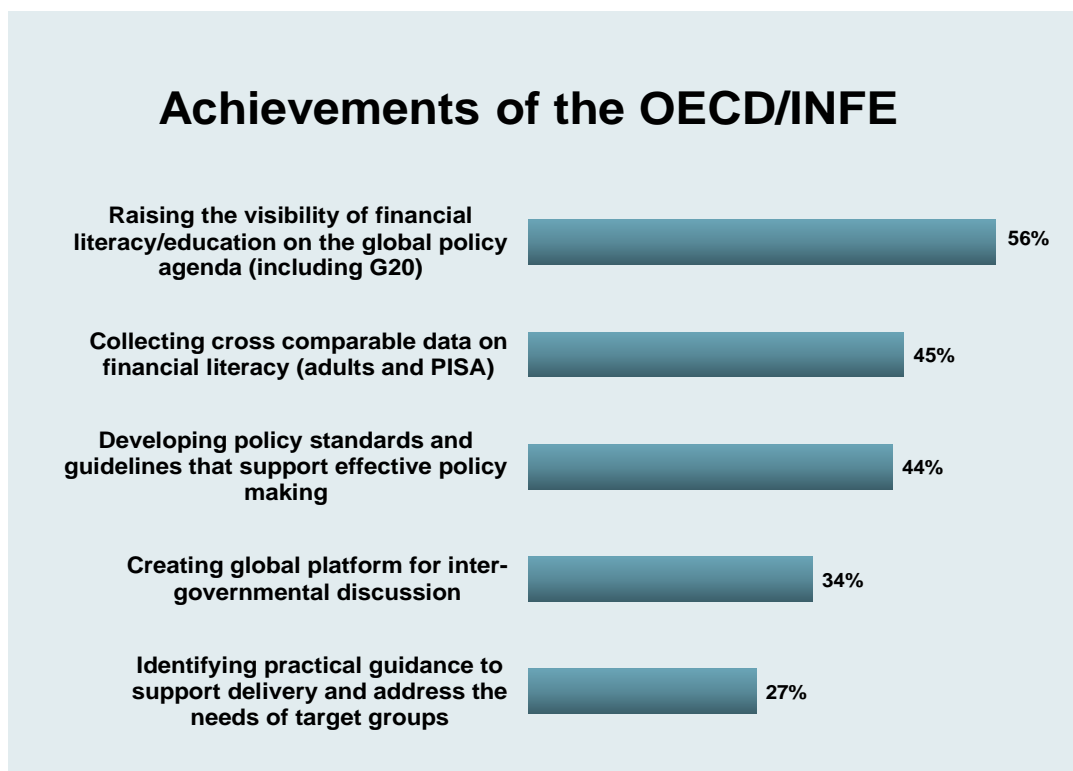 Achievements of the OECD/INFE
Raising the visibility of financial
literacy/education on the global policy
agenda (including G20)
56%
Collecting cross comparable data on
financial literacy (adults and PISA)
45%
Developing policy standards and
guidelines that support effective policy
making
44%
Creating global platform for inter-
governmental discussion
34%
Identifying practical guidance to
support delivery and address the
needs of target groups
27%